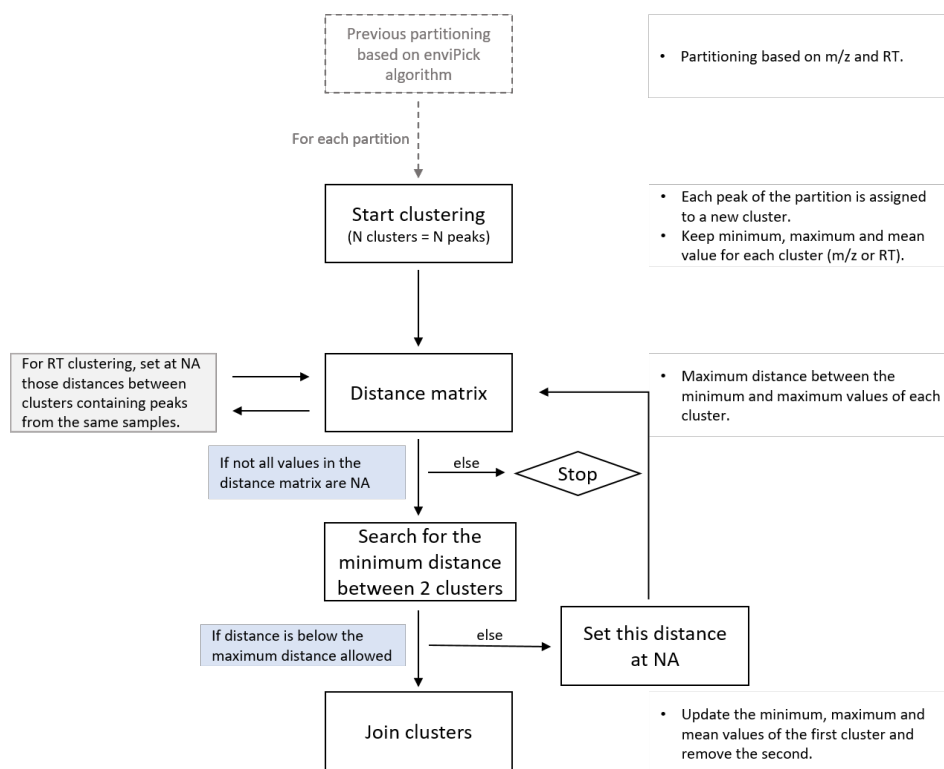 Previous partitioning
based on enviPick
algorithm
• Partitioning based on m/z and RT.
For each partition
Start clustering
(N clusters = N peaks)
• Each peak of the partition is assigned
to a new cluster.
• Keep minimum, maximum and mean
value for each cluster (m/z or RT).
For RT clustering, set at NA
those distances between
clusters containing peaks
from the same samples.
Distance matrix
• Maximum distance between the
minimum and maximum values of each
cluster.
If not all values in the
distance matrix are NA
else
Stop
Search for the
minimum distance
between 2 clusters
If distance is below the
maximum distance allowed
else
Set this distance
at NA
Join clusters
• Update the minimum, maximum and
mean values of the first cluster and
remove the second.